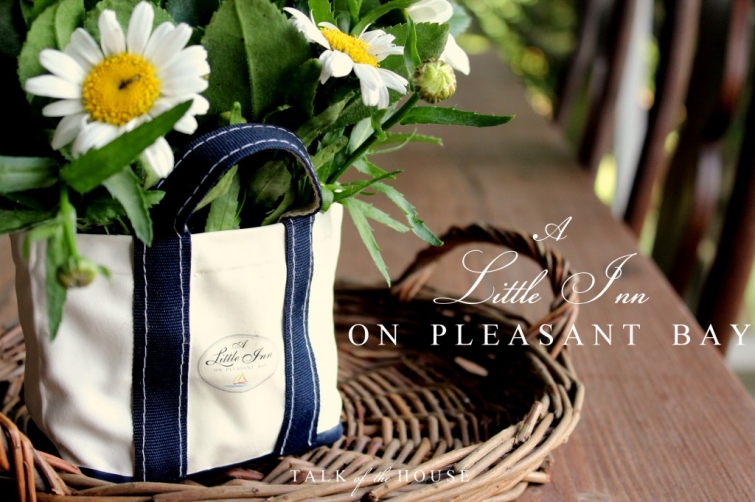 A
Little Inn
ON PLEASANT BAY
A
Little Inn
ON PLEASANT BAY
TALK of the HOUSE